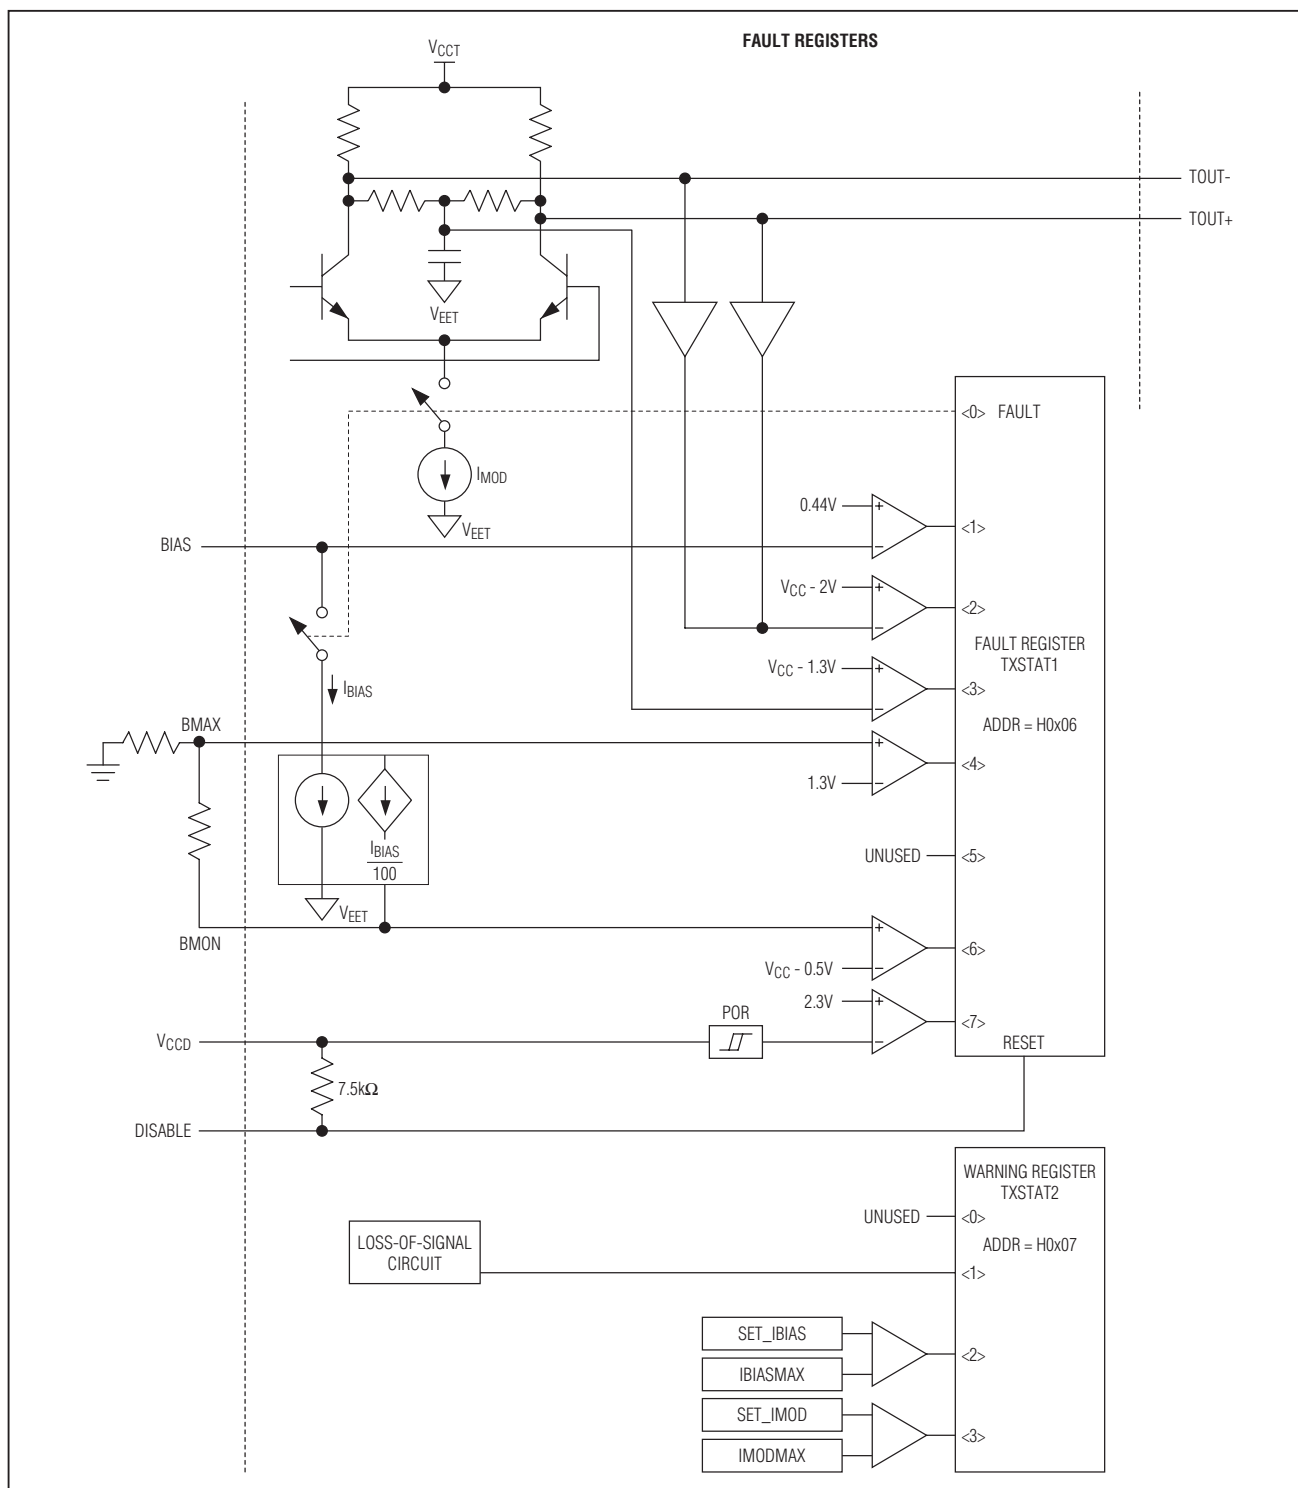 FAULT REGISTERS
VCCT
TOUT-
TOUT+
VEET
<0> FAULT
IMOD
VEET
0.44V
+
-
<1>
BIAS
VCC - 2V
+
-
<2>
FAULT REGISTER
TXSTAT1
VCC - 1.3V
+
-
<3>
IBIAS
ADDR = H0x06
BMAX
+
-
<4>
1.3V
IBIAS
100
UNUSED
<5>
VEET
BMON
+
-
<6>
VCC - 0.5V
2.3V
+
-
<7>
POR
VCCD
RESET
7.5kΩ
DISABLE
WARNING REGISTER
TXSTAT2
UNUSED
<0>
ADDR = H0x07
LOSS-OF-SIGNAL
CIRCUIT
<1>
SET_IBIAS
<2>
IBIASMAX
SET_IMOD
<3>
IMODMAX